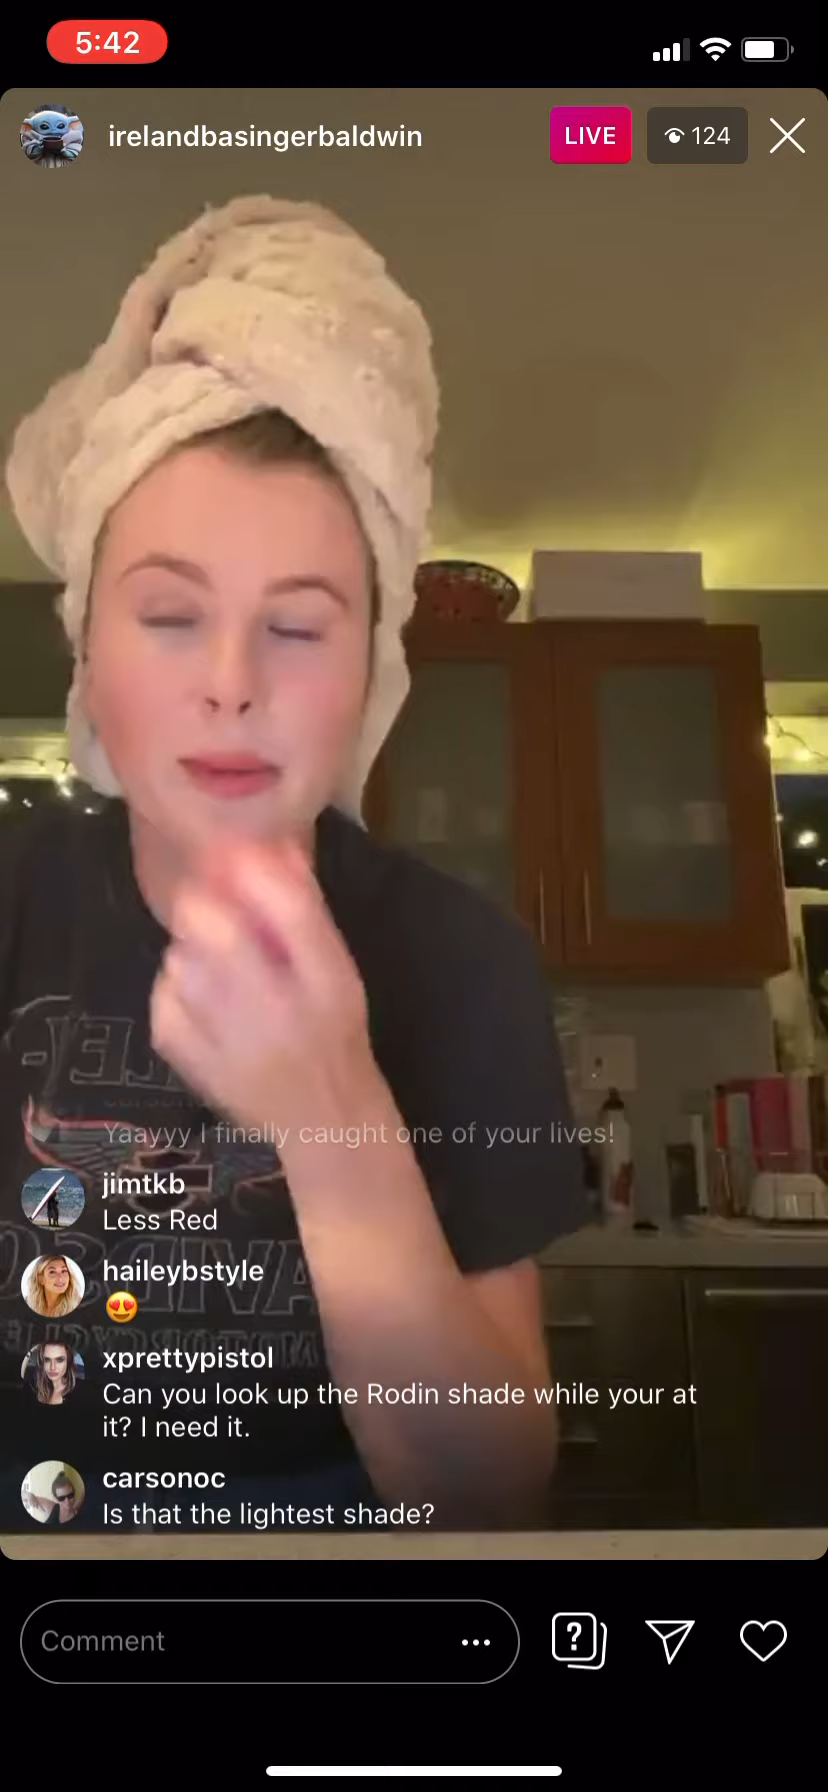 5:42
irelandbasingerbaldwin
LIVE
124
Yaayyy I finally caught one of your lives!
jimtkb
Less Red
haileybstyle
😍
xprettypistol
Can you look up the Rodin shade while your at
it? I need it.
carsonoc
Is that the lightest shade?
Comment